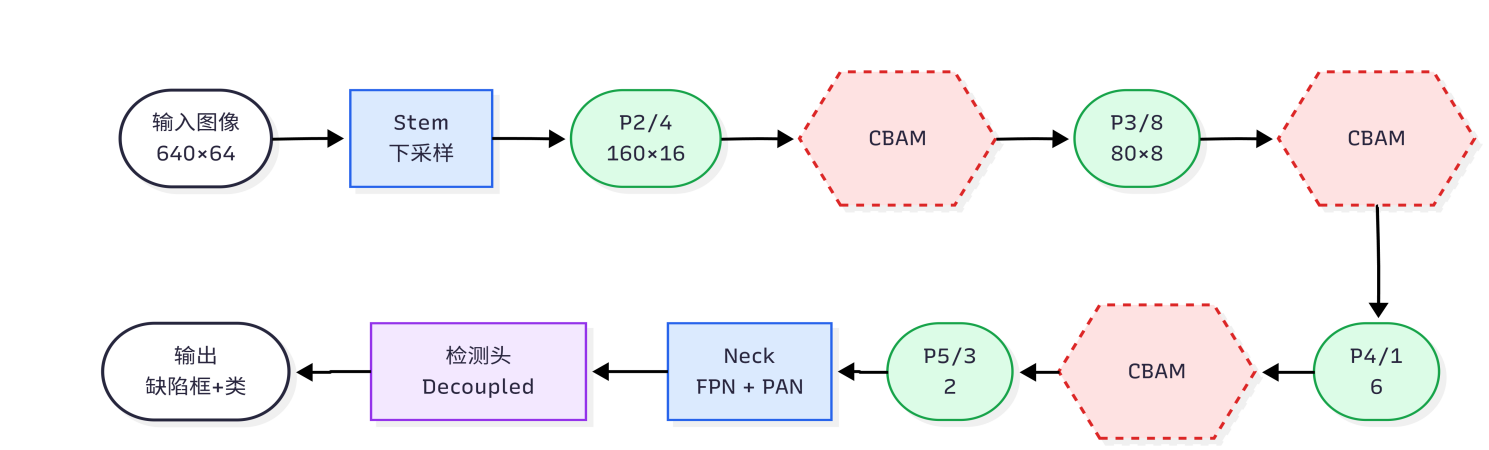 输入图像
640×64
Stem
下采样
P2/4
160×16
CBAM
P3/8
80×8
CBAM
P4/1
6
CBAM
P5/3
2
Neck
FPN + PAN
检测头
Decoupled
输出
缺陷框+类